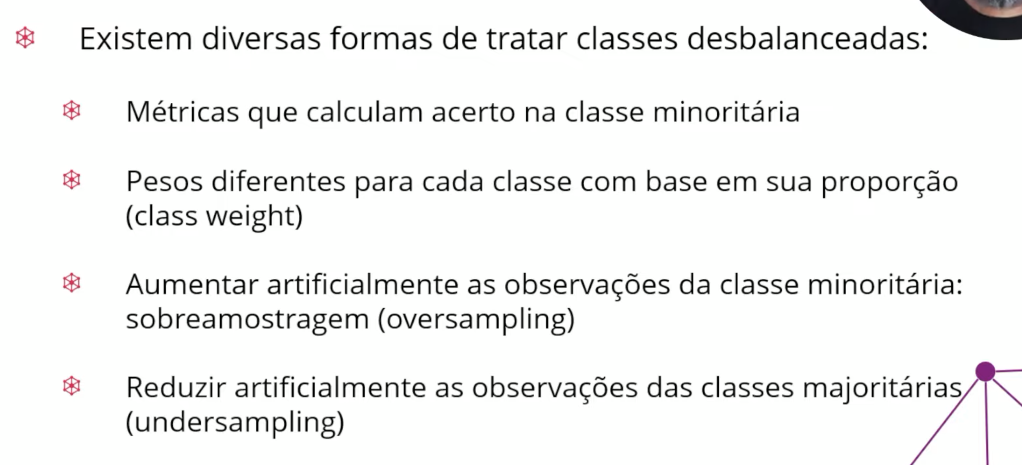 Existem diversas formas de tratar classes desbalanceadas:
Métricas que calculam acerto na classe minoritária
Pesos diferentes para cada classe com base em sua proporção
(class weight)
Aumentar artificialmente as observações da classe minoritária:
sobreamostragem (oversampling)
Reduzir artificialmente as observações das classes majoritárias
(undersampling)